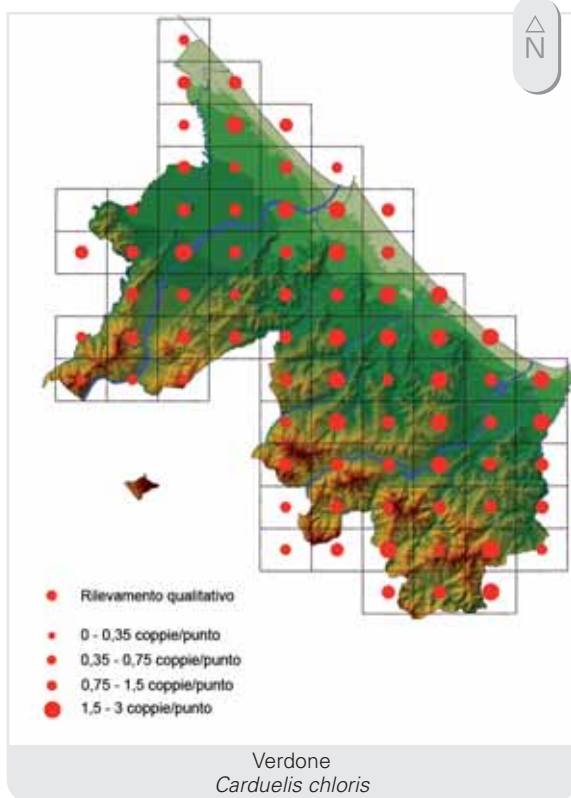 N
Rilevamento qualitativo
0 - 0,35 coppie/punto
0,35 - 0,75 coppie/punto
0,75 - 1,5 coppie/punto
1,5 - 3 coppie/punto
Verdone
Carduelis chloris